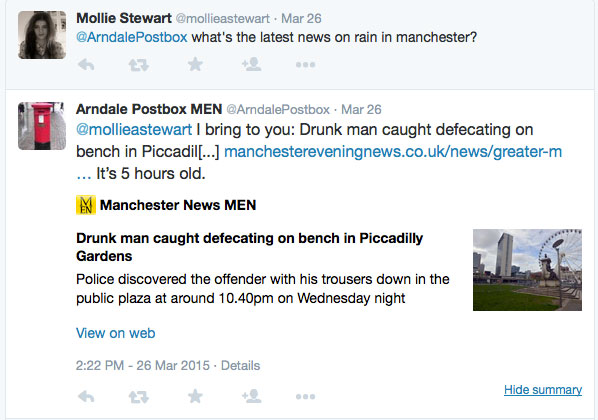 Mollie Stewart @mollieastewart · Mar 26
@ArndalePostbox what's the latest news on rain in manchester?
Arndale Postbox MEN @ArndalePostbox · Mar 26
@mollieastewart I bring to you: Drunk man caught defecating on
bench in Piccadil[...] manchestereveningnews.co.uk/news/greater-m
… It’s 5 hours old.
M
EN
Manchester News MEN
Drunk man caught defecating on bench in Piccadilly
Gardens
Police discovered the offender with his trousers down in the
public plaza at around 10.40pm on Wednesday night
View on web
2:22 PM - 26 Mar 2015 · Details
Hide summary